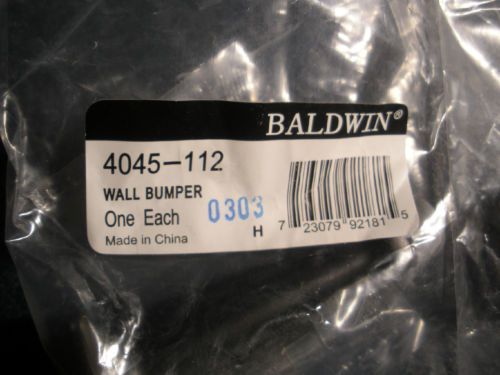 BALDWIN®
4045-112
WALL BUMPER
One Each 0303
Made in China H
7 23079 92181 5